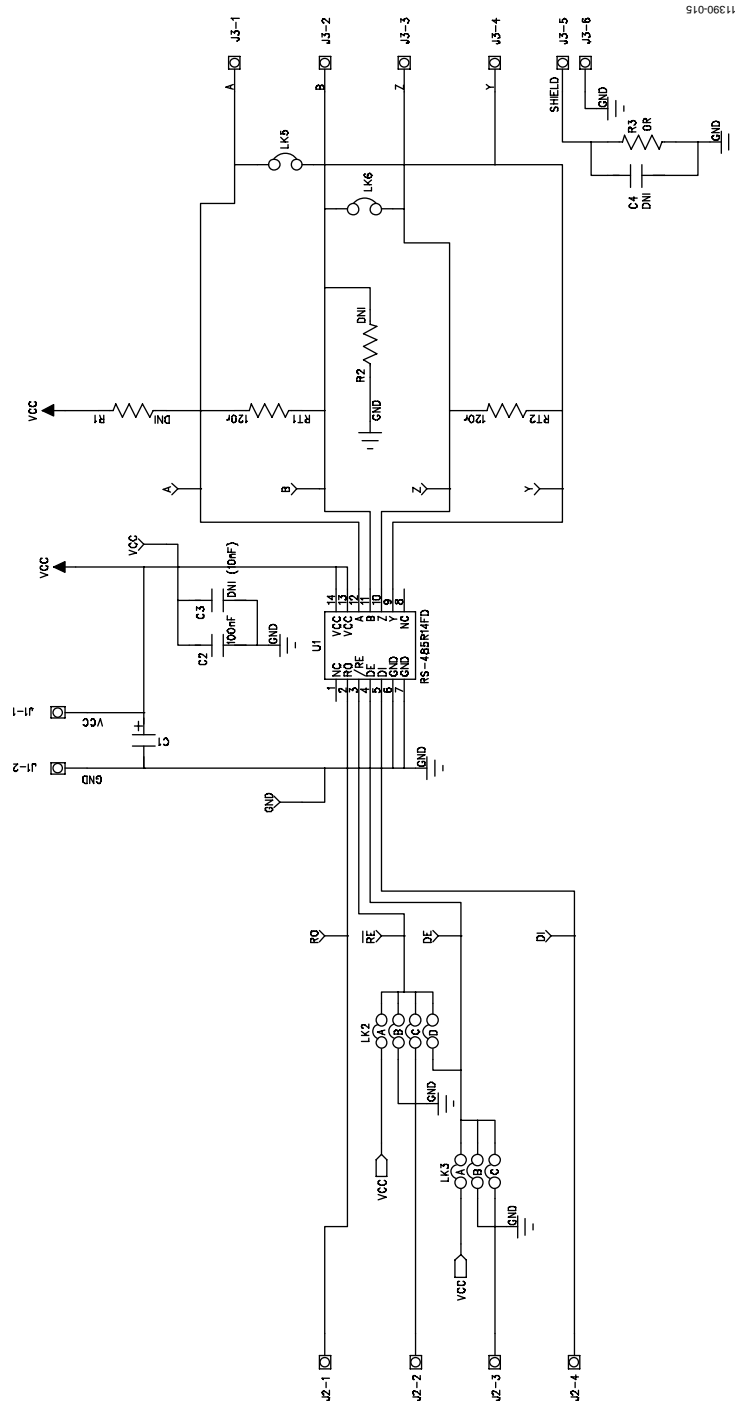 11390-015
J3-1
J3-2
J3-3
J3-4
J3-5
J3-6
A
B
Z
Y
SHIELD
GND
LK5
LK6
R3
0R
C4
DNI
GND
VCC
R1
DNI
120r
RT1
R2
DNI
GND
120r
RT2
A
B
Z
Y
VCC
VCC
C3
DNI (10nF)
C2
100nF
GND
U1
14
13
12
11
10
9
8
VCC
VCC
A
B
Z
Y
NC
NC
RO
/RE
DE
DI
GND
GND
1
2
3
4
5
6
7
RS-485R14FD
J1-1
VCC
C1
J1-2
GND
GND
GND
RO
RE
DE
DI
LK2
A
B
C
D
GND
VCC
LK3
A
B
C
GND
VCC
J2-1
J2-2
J2-3
J2-4